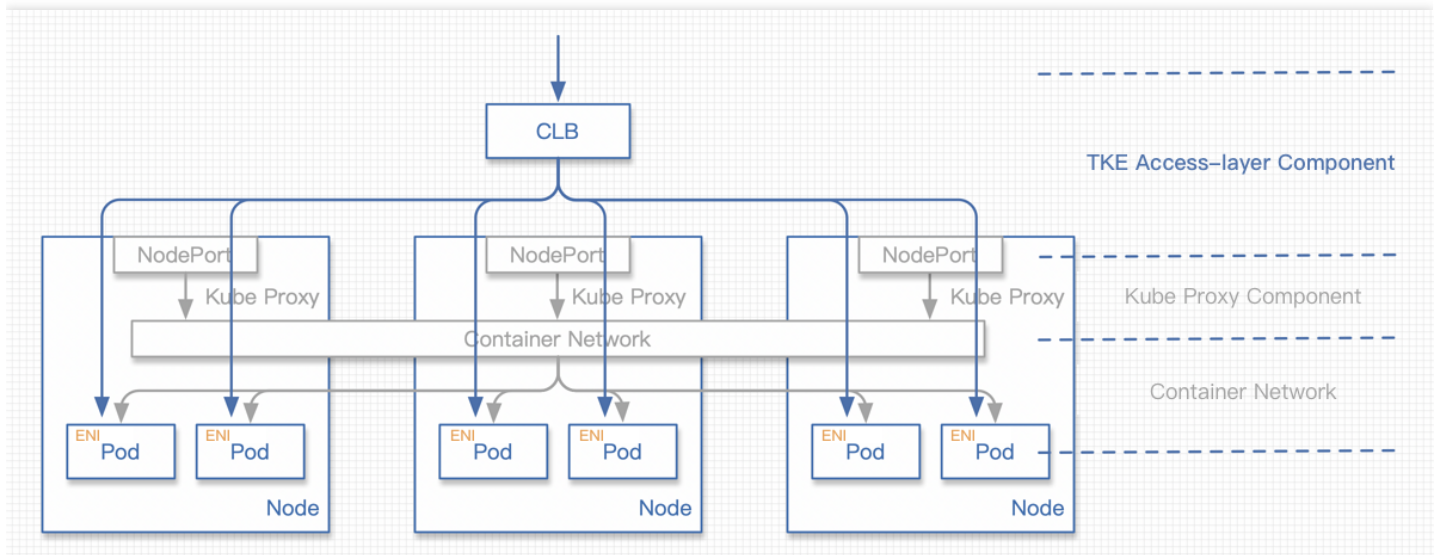 CLB
TKE Access-layer Component
NodePort
NodePort
NodePort
Kube Proxy
Kube Proxy
Kube Proxy
Kube Proxy Component
Container Network
Container Network
ENI
Pod
ENI
Pod
ENI
Pod
ENI
Pod
ENI
Pod
ENI
Pod
Node
Node
Node